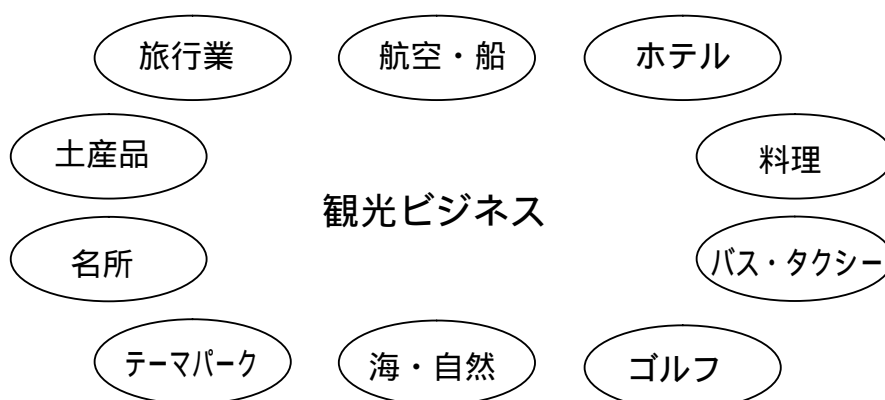 旅行業
航空・船
ホテル
土産品
料理
観光ビジネス
名所
バス・タクシー
テーマパーク
海・自然
ゴルフ